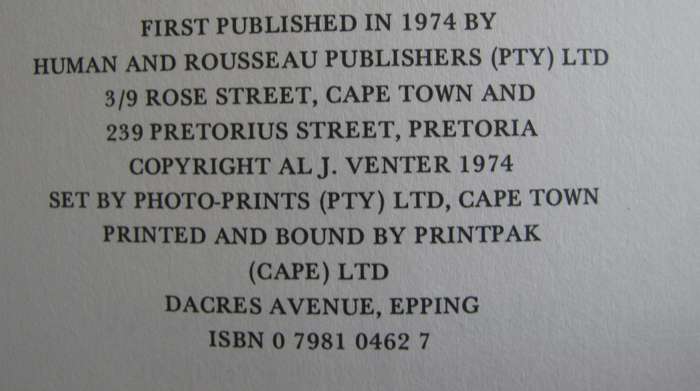 FIRST PUBLISHED IN 1974 BY
HUMAN AND ROUSSEAU PUBLISHERS (PTY) LTD
3/9 ROSE STREET, CAPE TOWN AND
239 PRETORIUS STREET, PRETORIA
COPYRIGHT AL J. VENTER 1974
SET BY PHOTO-PRINTS (PTY) LTD, CAPE TOWN
PRINTED AND BOUND BY PRINTPAK
(CAPE) LTD
DACRES AVENUE, EPPING
ISBN 0 7981 0462 7